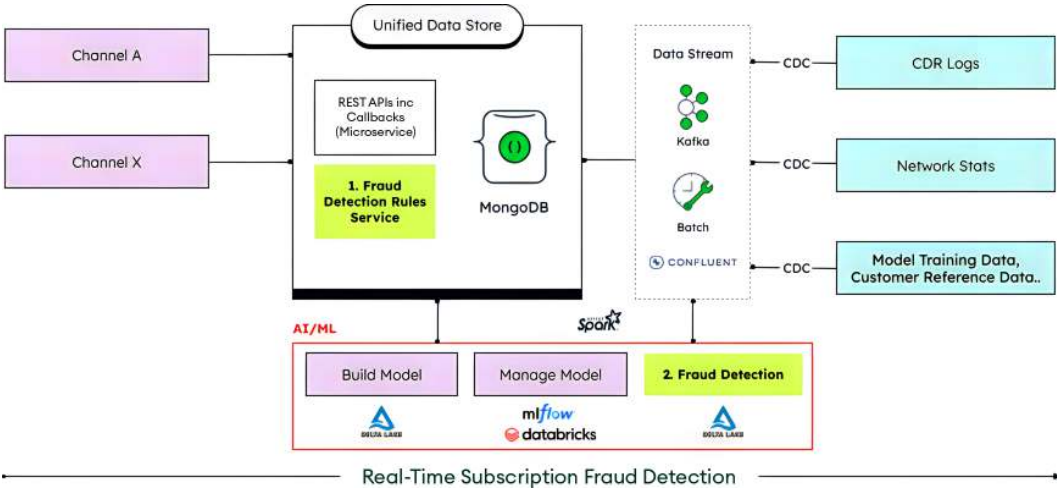 Unified Data Store
Channel A
Channel X
REST APIs inc
Callbacks
(Microservice)
1. Fraud
Detection Rules
Service
MongoDB
Data Stream
Kafka
Batch
CONFLUENT
CDC
CDR Logs
CDC
Network Stats
CDC
Model Training Data,
Customer Reference Data..
AI/ML
APACHE
Spark
Build Model
DELTA LAKE
Manage Model
mlflow
databricks
2. Fraud Detection
DELTA LAKE
Real-Time Subscription Fraud Detection